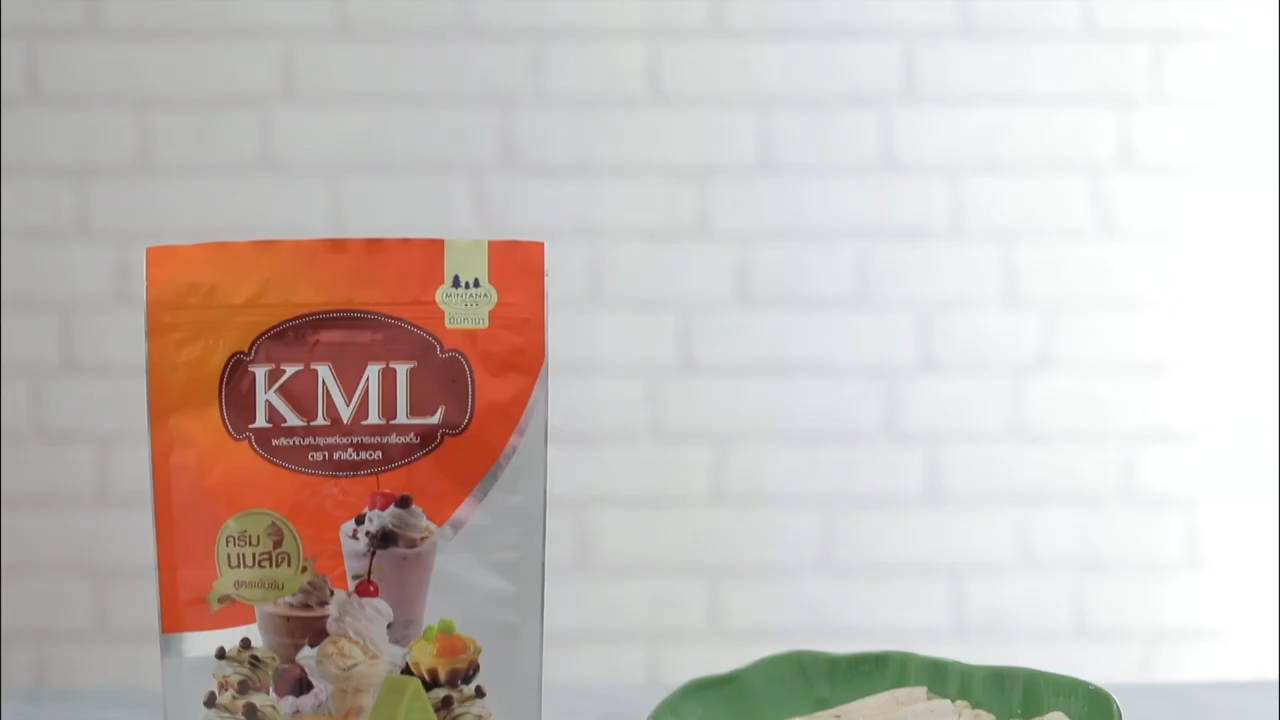 MINTANA
มินทานา
KML
ผลิตภัณฑ์ปรุงแต่งอาหารและเครื่องดื่ม
ตรา เคเอ็มแอล
ครีม
นมสด
สูตรเข้มข้น